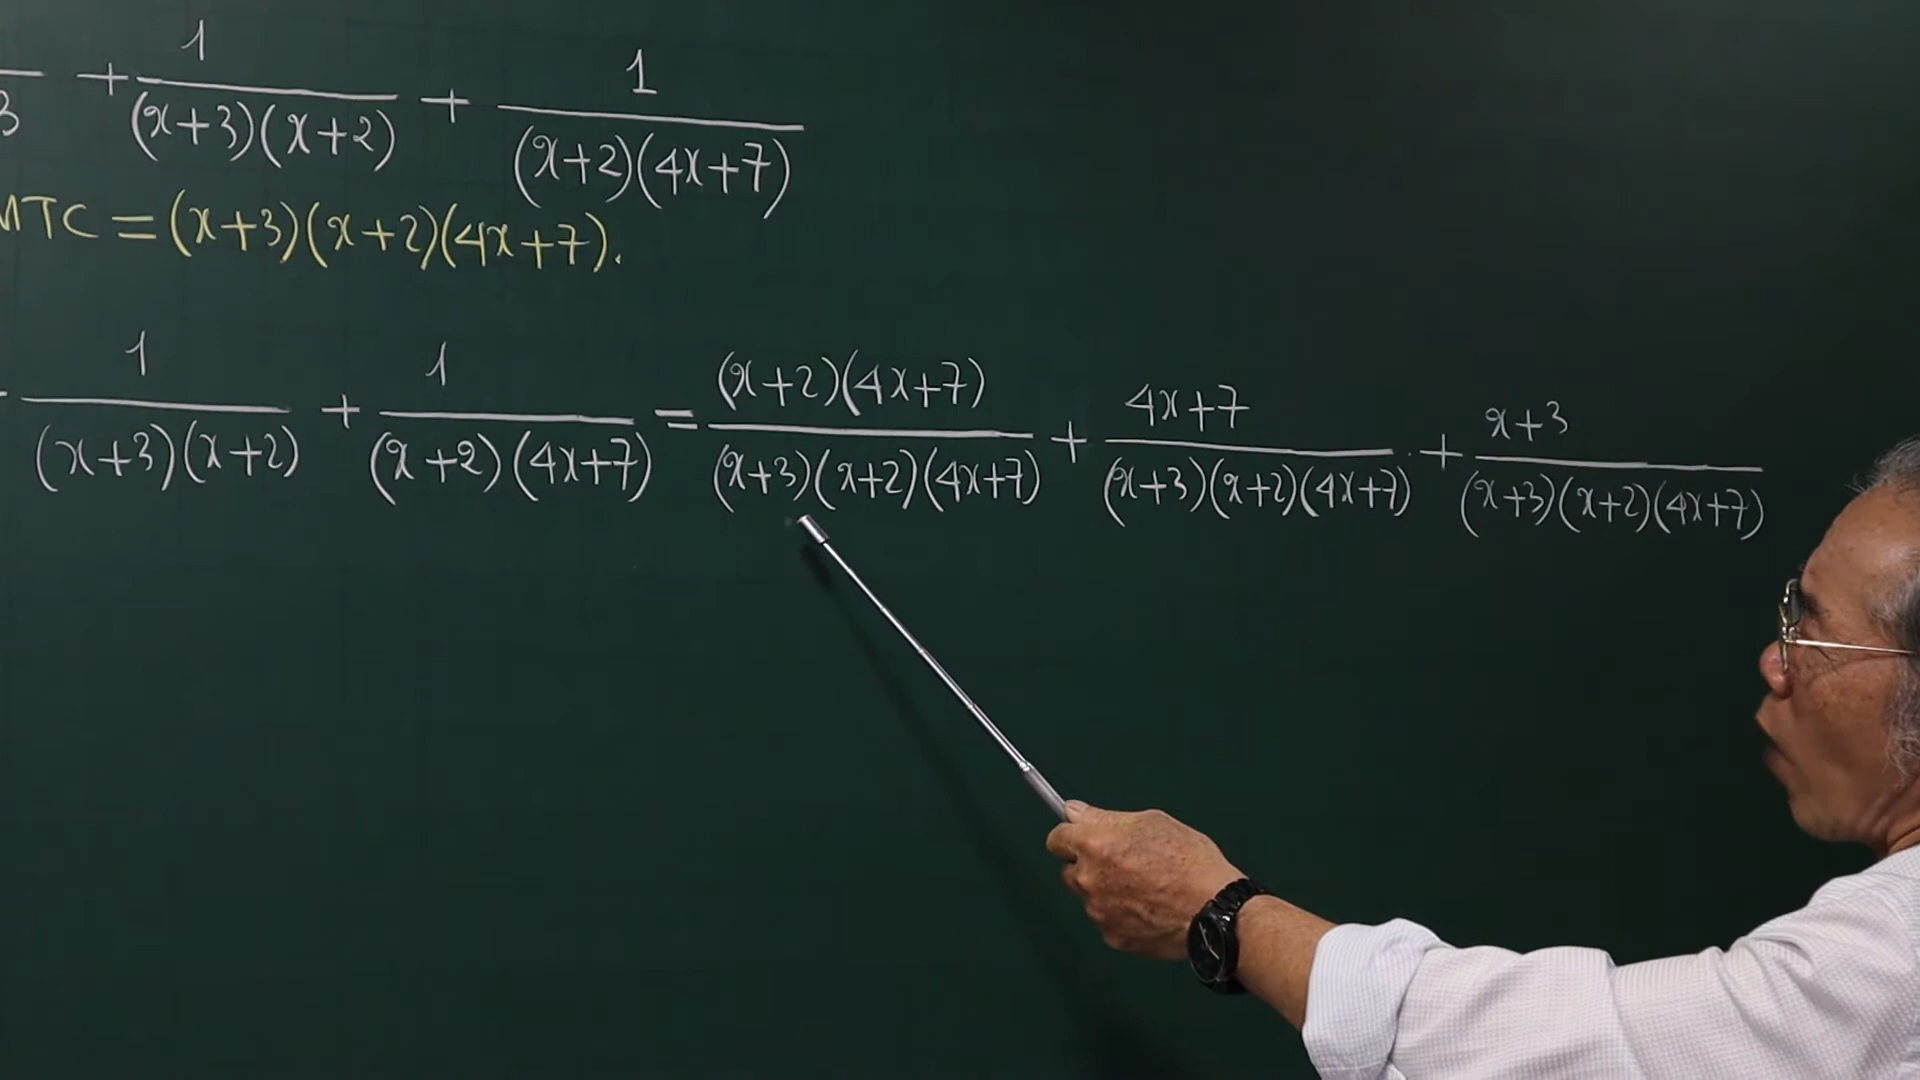 3 + 1/((x+3)(x+2)) + 1/((x+2)(4x+7))
MTC = (x+3)(x+2)(4x+7).
1/((x+3)(x+2)) + 1/((x+2)(4x+7)) = ((x+2)(4x+7))/((x+3)(x+2)(4x+7)) + (4x+7)/((x+3)(x+2)(4x+7)) + (x+3)/((x+3)(x+2)(4x+7))